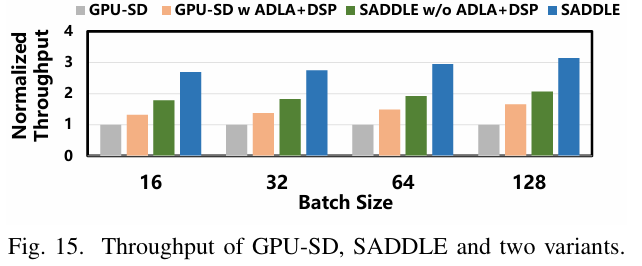 GPU-SD GPU-SD w ADLA+DSP SADDLE w/o ADLA+DSP SADDLE
Normalized
Throughput
4
3
2
1
0
16 32 64 128
Batch Size
Fig. 15. Throughput of GPU-SD, SADDLE and two variants.